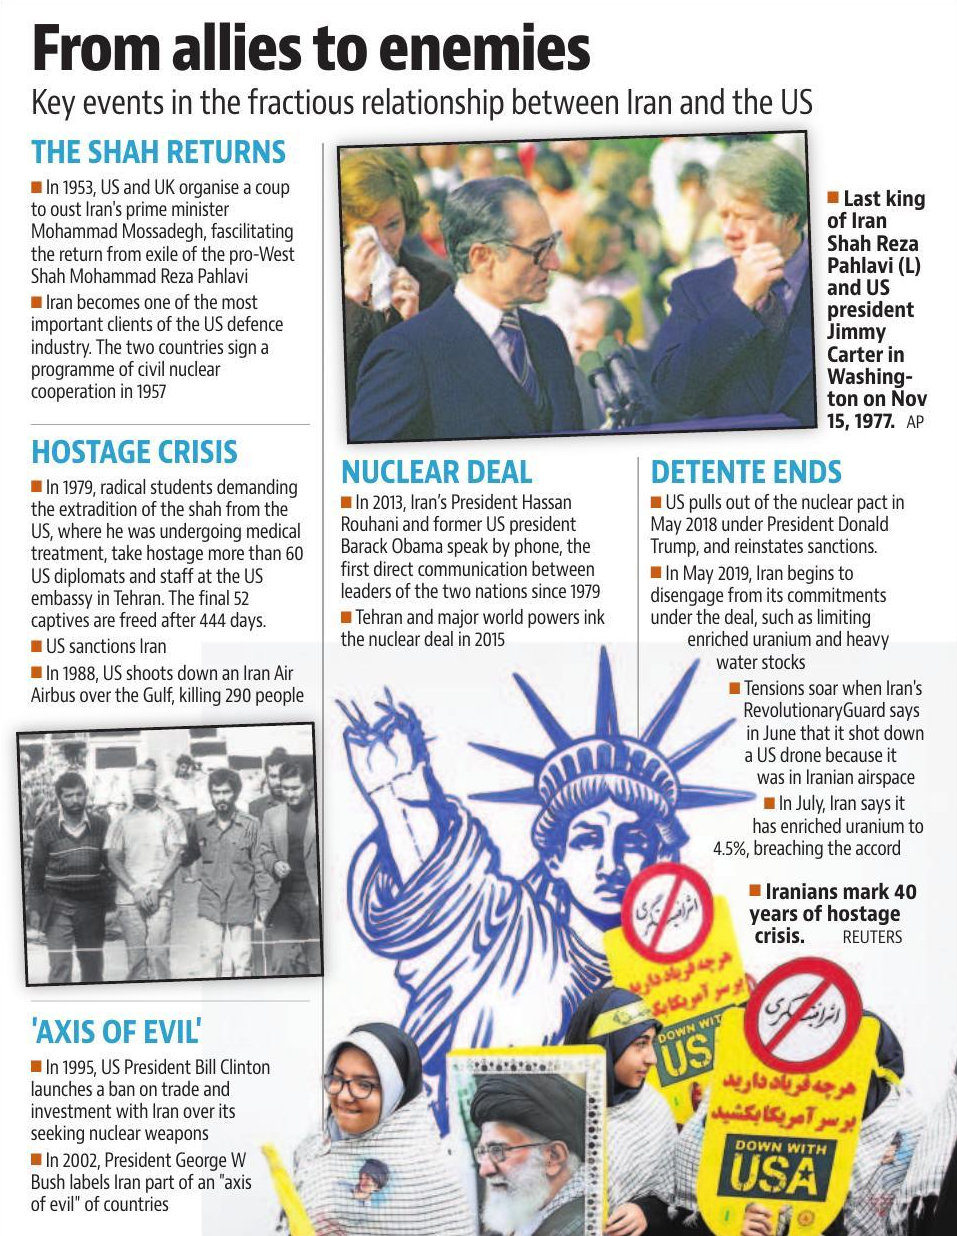 From allies to enemies
Key events in the fractious relationship between Iran and the US
THE SHAH RETURNS
In 1953, US and UK organise a coup
to oust Iran's prime minister
Mohammad Mossadegh, fascilitating
the return from exile of the pro-West
Shah Mohammad Reza Pahlavi
Iran becomes one of the most
important clients of the US defence
industry. The two countries sign a
programme of civil nuclear
cooperation in 1957
Last king
of Iran
Shah Reza
Pahlavi (L)
and US
president
Jimmy
Carter in
Washing-
ton on Nov
15, 1977. AP
HOSTAGE CRISIS
In 1979, radical students demanding
the extradition of the shah from the
US, where he was undergoing medical
treatment, take hostage more than 60
US diplomats and staff at the US
embassy in Tehran. The final 52
captives are freed after 444 days.
US sanctions Iran
In 1988, US shoots down an Iran Air
Airbus over the Gulf, killing 290 people
'AXIS OF EVIL'
In 1995, US President Bill Clinton
launches a ban on trade and
investment with Iran over its
seeking nuclear weapons
In 2002, President George W
Bush labels Iran part of an "axis
of evil" of countries
NUCLEAR DEAL
In 2013, Iran's President Hassan
Rouhani and former US president
Barack Obama speak by phone, the
first direct communication between
leaders of the two nations since 1979
Tehran and major world powers ink
the nuclear deal in 2015
DETENTE ENDS
US pulls out of the nuclear pact in
May 2018 under President Donald
Trump, and reinstates sanctions.
In May 2019, Iran begins to
disengage from its commitments
under the deal, such as limiting
enriched uranium and heavy
water stocks
Tensions soar when Iran's
RevolutionaryGuard says
in June that it shot down
a US drone because it
was in Iranian airspace
In July, Iran says it
has enriched uranium to
4.5%, breaching the accord
Iranians mark 40
years of hostage
crisis. REUTERS
هرچه فریاد دارید
بر سر آمریکا بک
DOWN WIT
US
هرچه فریاد دارید
بر سر آمریکا بکشید
DOWN WITH
USA